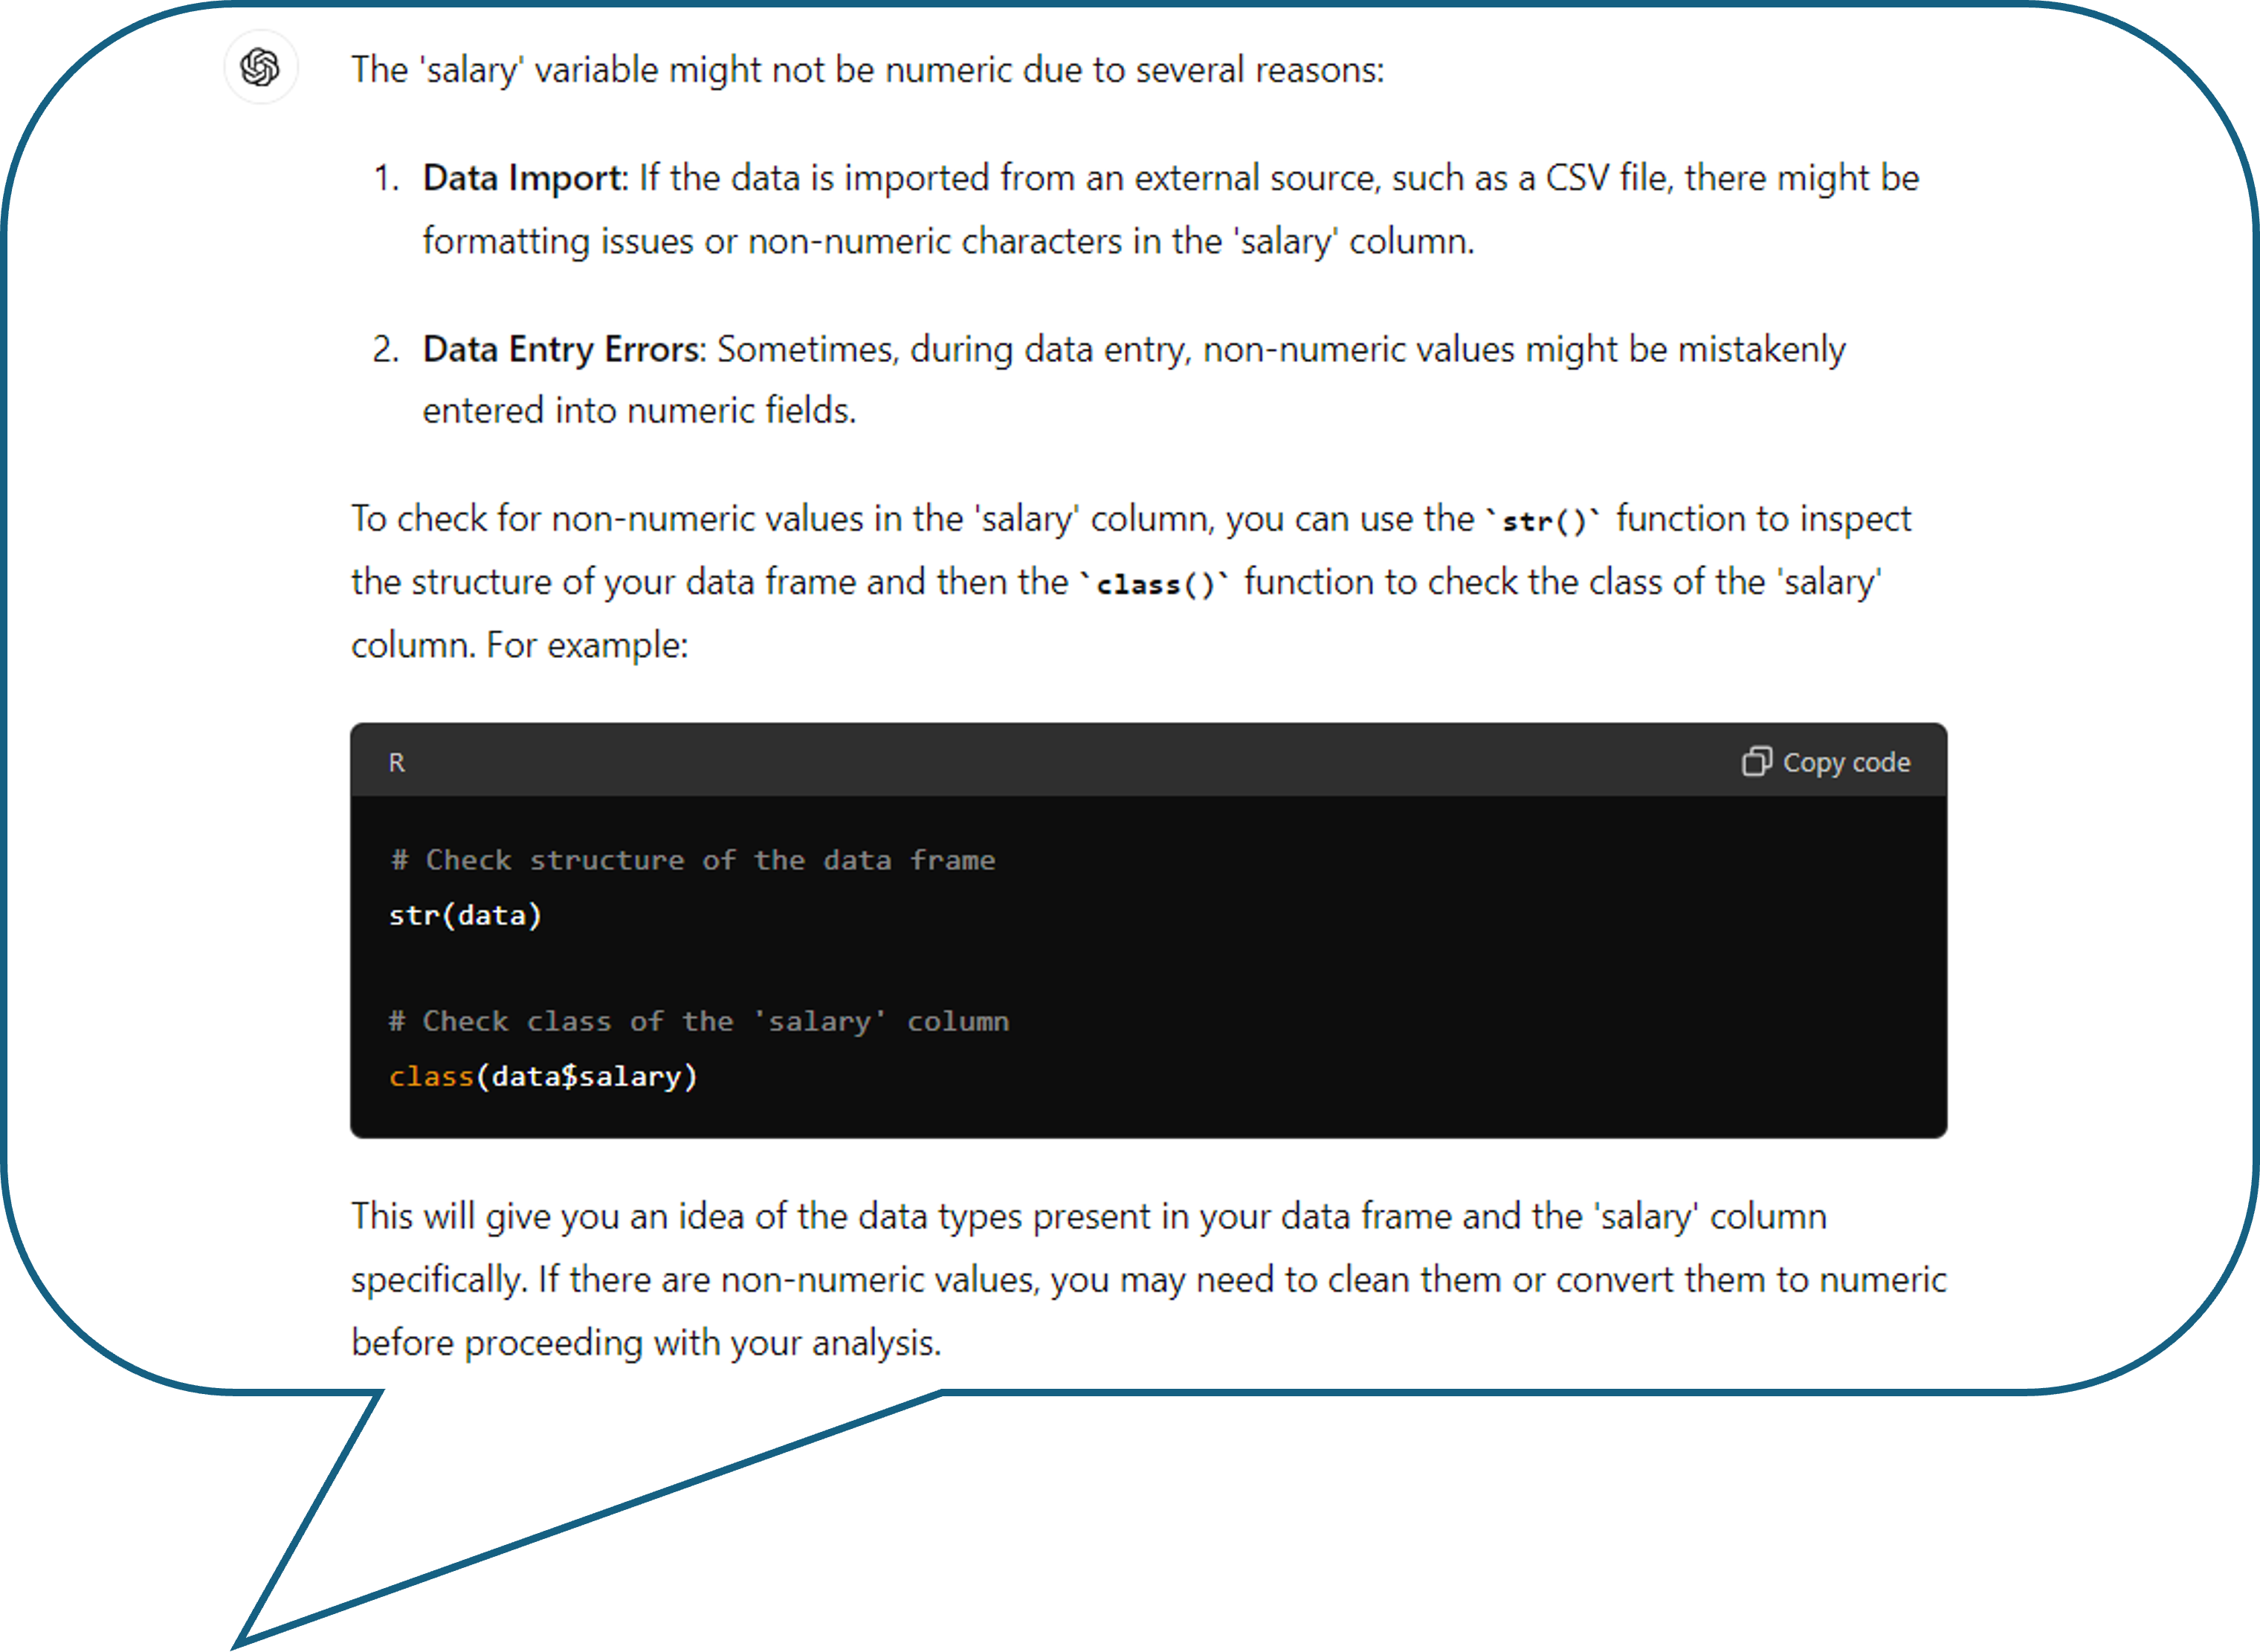 The 'salary' variable might not be numeric due to several reasons:
1. Data Import: If the data is imported from an external source, such as a CSV file, there might be
formatting issues or non-numeric characters in the 'salary' column.
2. Data Entry Errors: Sometimes, during data entry, non-numeric values might be mistakenly
entered into numeric fields.
To check for non-numeric values in the 'salary' column, you can use the `str()` function to inspect
the structure of your data frame and then the `class()` function to check the class of the 'salary'
column. For example:
R Copy code
# Check structure of the data frame
str(data)
# Check class of the 'salary' column
class(data$salary)
This will give you an idea of the data types present in your data frame and the 'salary' column
specifically. If there are non-numeric values, you may need to clean them or convert them to numeric
before proceeding with your analysis.